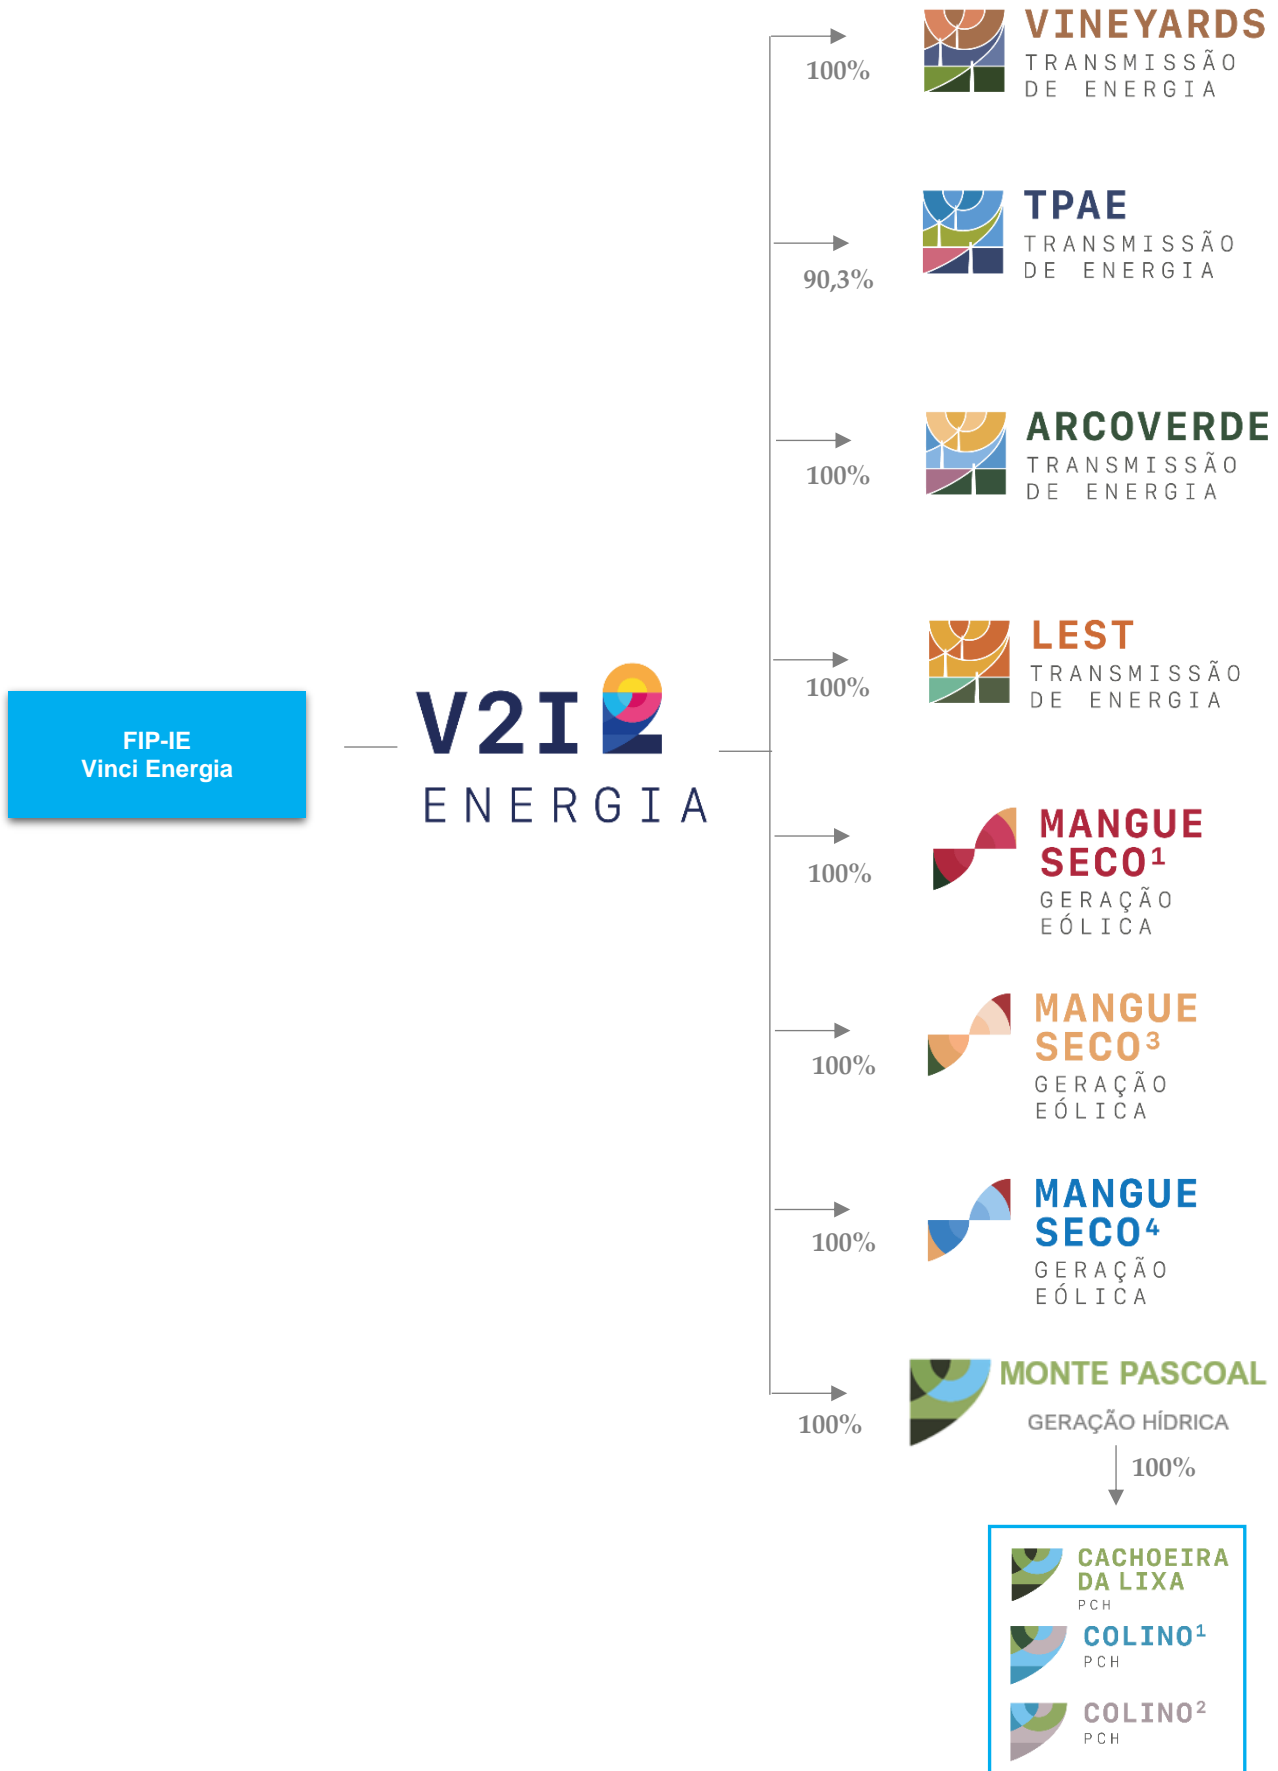 VINEYARDS
TRANSMISSÃO
DE ENERGIA
100%
TPAE
TRANSMISSÃO
DE ENERGIA
90,3%
ARCOVERDE
TRANSMISSÃO
DE ENERGIA
100%
LEST
TRANSMISSÃO
DE ENERGIA
100%
FIP-IE
Vinci Energia
V2I
ENERGIA
MANGUE
SECO¹
GERAÇÃO
EÓLICA
100%
MANGUE
SECO³
GERAÇÃO
EÓLICA
100%
MANGUE
SECO⁴
GERAÇÃO
EÓLICA
100%
MONTE PASCOAL
GERAÇÃO HÍDRICA
100%
100%
CACHOEIRA
DA LIXA
PCH
COLINO¹
PCH
COLINO²
PCH